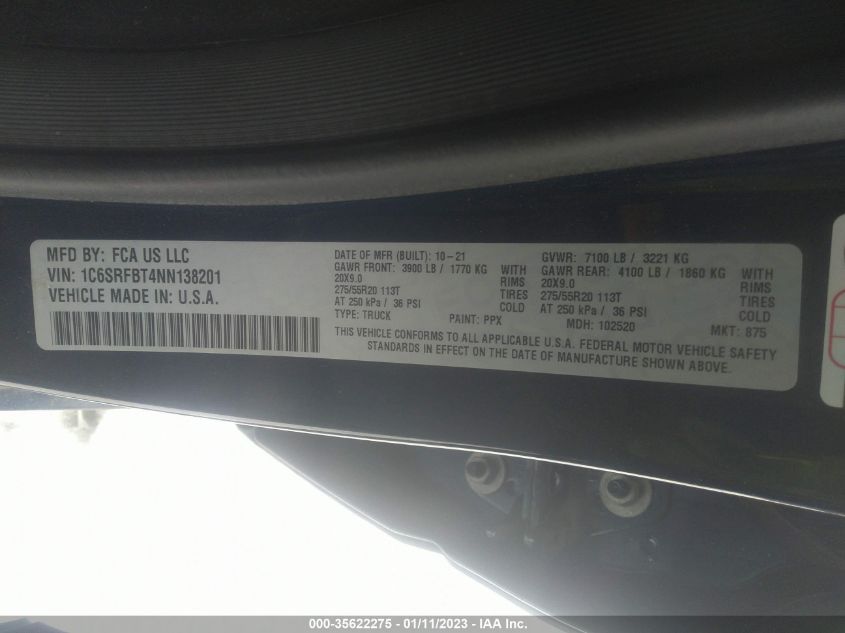 MFD BY: FCA US LLC
VIN: 1C6SRFBT4NN138201
VEHICLE MADE IN: U.S.A.
DATE OF MFR (BUILT): 10-21
GAWR FRONT: 3900 LB / 1770 KG WITH
20X9.0 RIMS
275/55R20 113T TIRES
AT 250 kPa / 36 PSI COLD
TYPE: TRUCK PAINT: PPX
GVWR: 7100 LB / 3221 KG
GAWR REAR: 4100 LB / 1860 KG WITH
20X9.0 RIMS
275/55R20 113T TIRES
AT 250 kPa / 36 PSI COLD
MDH: 102520 MKT: 875
THIS VEHICLE CONFORMS TO ALL APPLICABLE U.S.A. FEDERAL MOTOR VEHICLE SAFETY
STANDARDS IN EFFECT ON THE DATE OF MANUFACTURE SHOWN ABOVE.
000-35622275 - 01/11/2023 - IAA Inc.